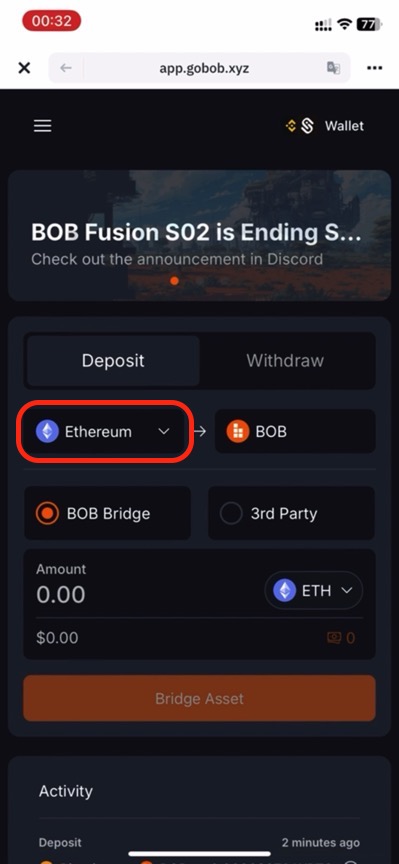 00:32
77
app.gobob.xyz
Wallet
BOB Fusion S02 is Ending S...
Check out the announcement in Discord
Deposit
Withdraw
Ethereum
BOB
BOB Bridge
3rd Party
Amount
0.00
ETH
$0.00
0
Bridge Asset
Activity
Deposit
2 minutes ago